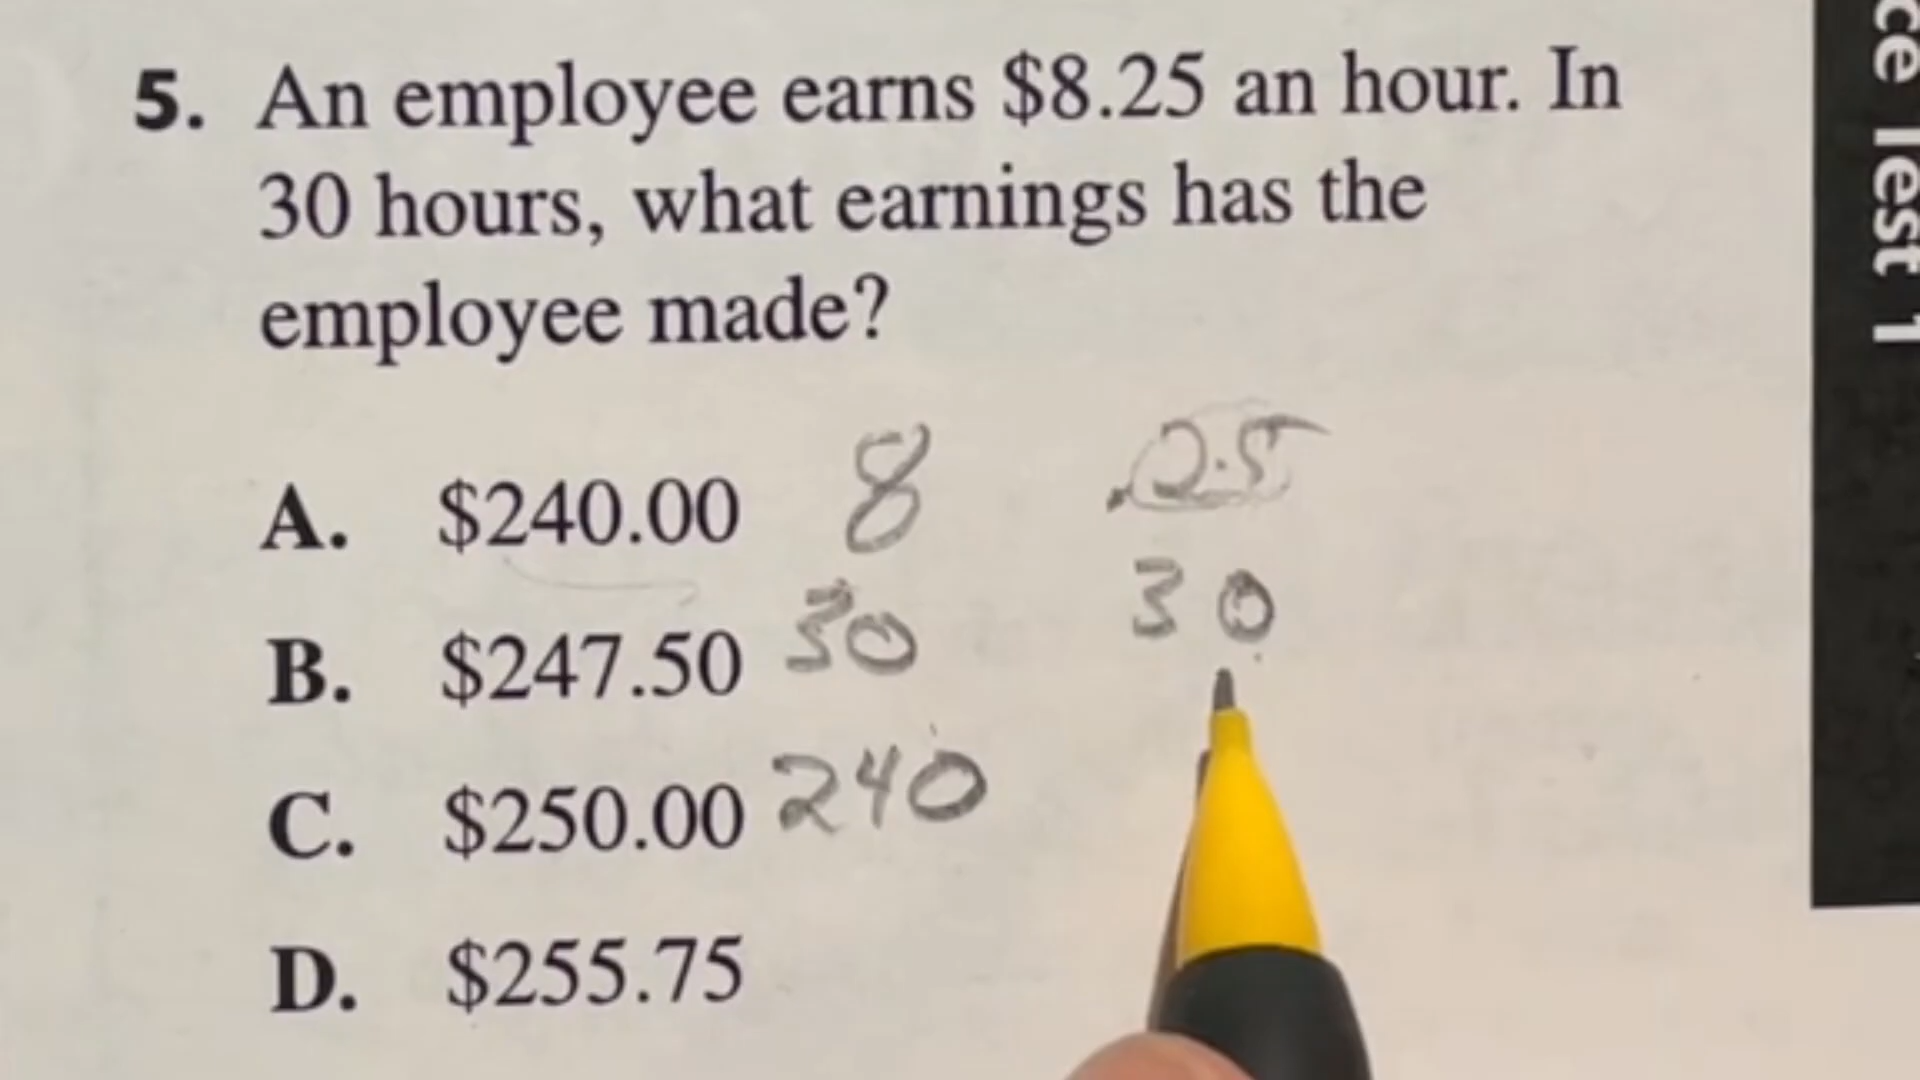 5. An employee earns $8.25 an hour. In
30 hours, what earnings has the
employee made?
A. $240.00
B. $247.50
C. $250.00
D. $255.75
8
30
240
.25
30
ce Test 1